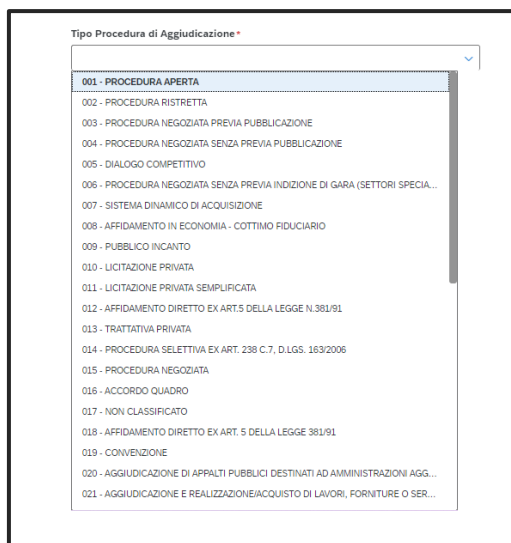 Tipo Procedura di Aggiudicazione*
001 - PROCEDURA APERTA
002 - PROCEDURA RISTRETTA
003 - PROCEDURA NEGOZIATA PREVIA PUBBLICAZIONE
004 - PROCEDURA NEGOZIATA SENZA PREVIA PUBBLICAZIONE
005 - DIALOGO COMPETITIVO
006 - PROCEDURA NEGOZIATA SENZA PREVIA INDIZIONE DI GARA (SETTORI SPECIA...
007 - SISTEMA DINAMICO DI ACQUISIZIONE
008 - AFFIDAMENTO IN ECONOMIA - COTTIMO FIDUCIARIO
009 - PUBBLICO INCANTO
010 - LICITAZIONE PRIVATA
011 - LICITAZIONE PRIVATA SEMPLIFICATA
012 - AFFIDAMENTO DIRETTO EX ART.5 DELLA LEGGE N.381/91
013 - TRATTATIVA PRIVATA
014 - PROCEDURA SELETTIVA EX ART. 238 C.7, D.LGS. 163/2006
015 - PROCEDURA NEGOZIATA
016 - ACCORDO QUADRO
017 - NON CLASSIFICATO
018 - AFFIDAMENTO DIRETTO EX ART. 5 DELLA LEGGE 381/91
019 - CONVENZIONE
020 - AGGIUDICAZIONE DI APPALTI PUBBLICI DESTINATI AD AMMINISTRAZIONI AGG...
021 - AGGIUDICAZIONE E REALIZZAZIONE/ACQUISTO DI LAVORI, FORNITURE O SER...